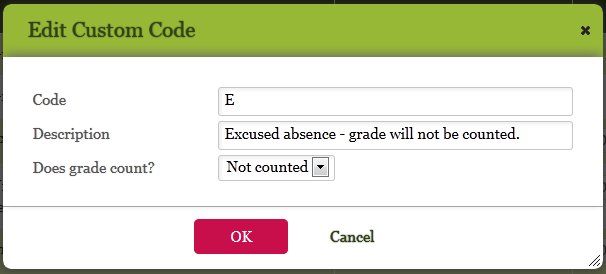 Edit Custom Code
Code E
Description Excused absence - grade will not be counted.
Does grade count? Not counted
OK Cancel